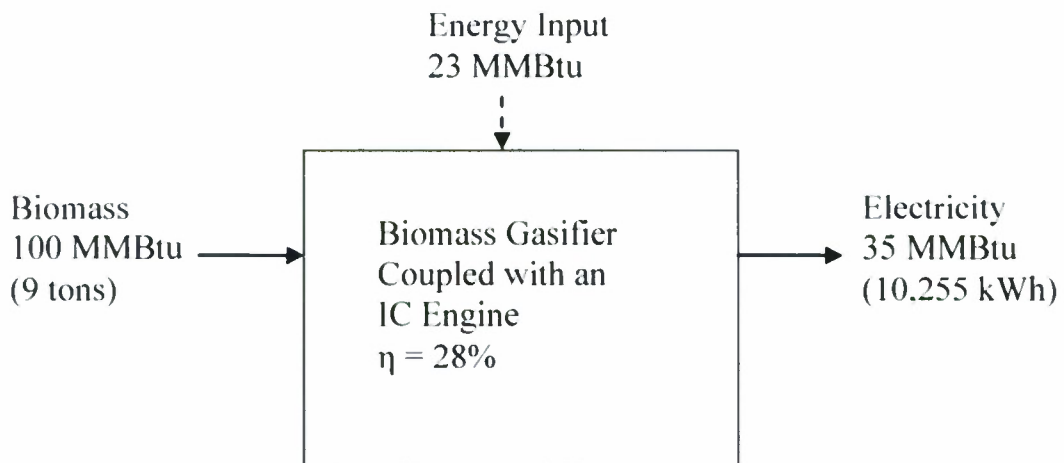 Energy Input
23 MMBtu
Biomass
100 MMBtu
(9 tons)
Biomass Gasifier
Coupled with an
IC Engine
η = 28%
Electricity
35 MMBtu
(10.255 kWh)